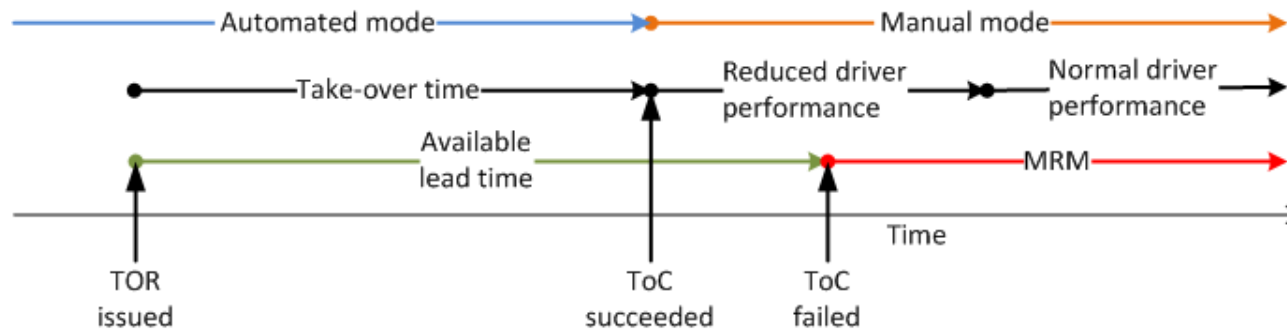 Automated mode
Manual mode
Take-over time
Reduced driver
performance
Normal driver
performance
Available
lead time
MRM
Time
TOR
issued
ToC
succeeded
ToC
failed